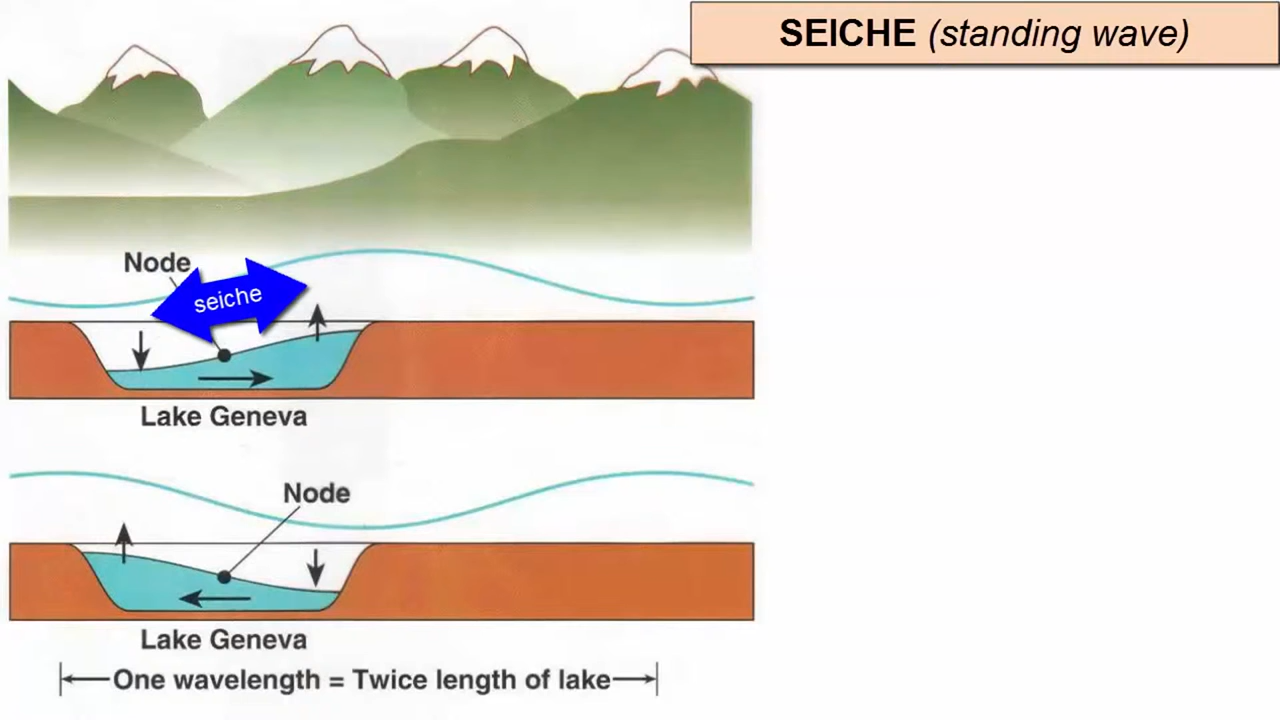 SEICHE (standing wave)
Node
seiche
Lake Geneva
Node
Lake Geneva
One wavelength = Twice length of lake